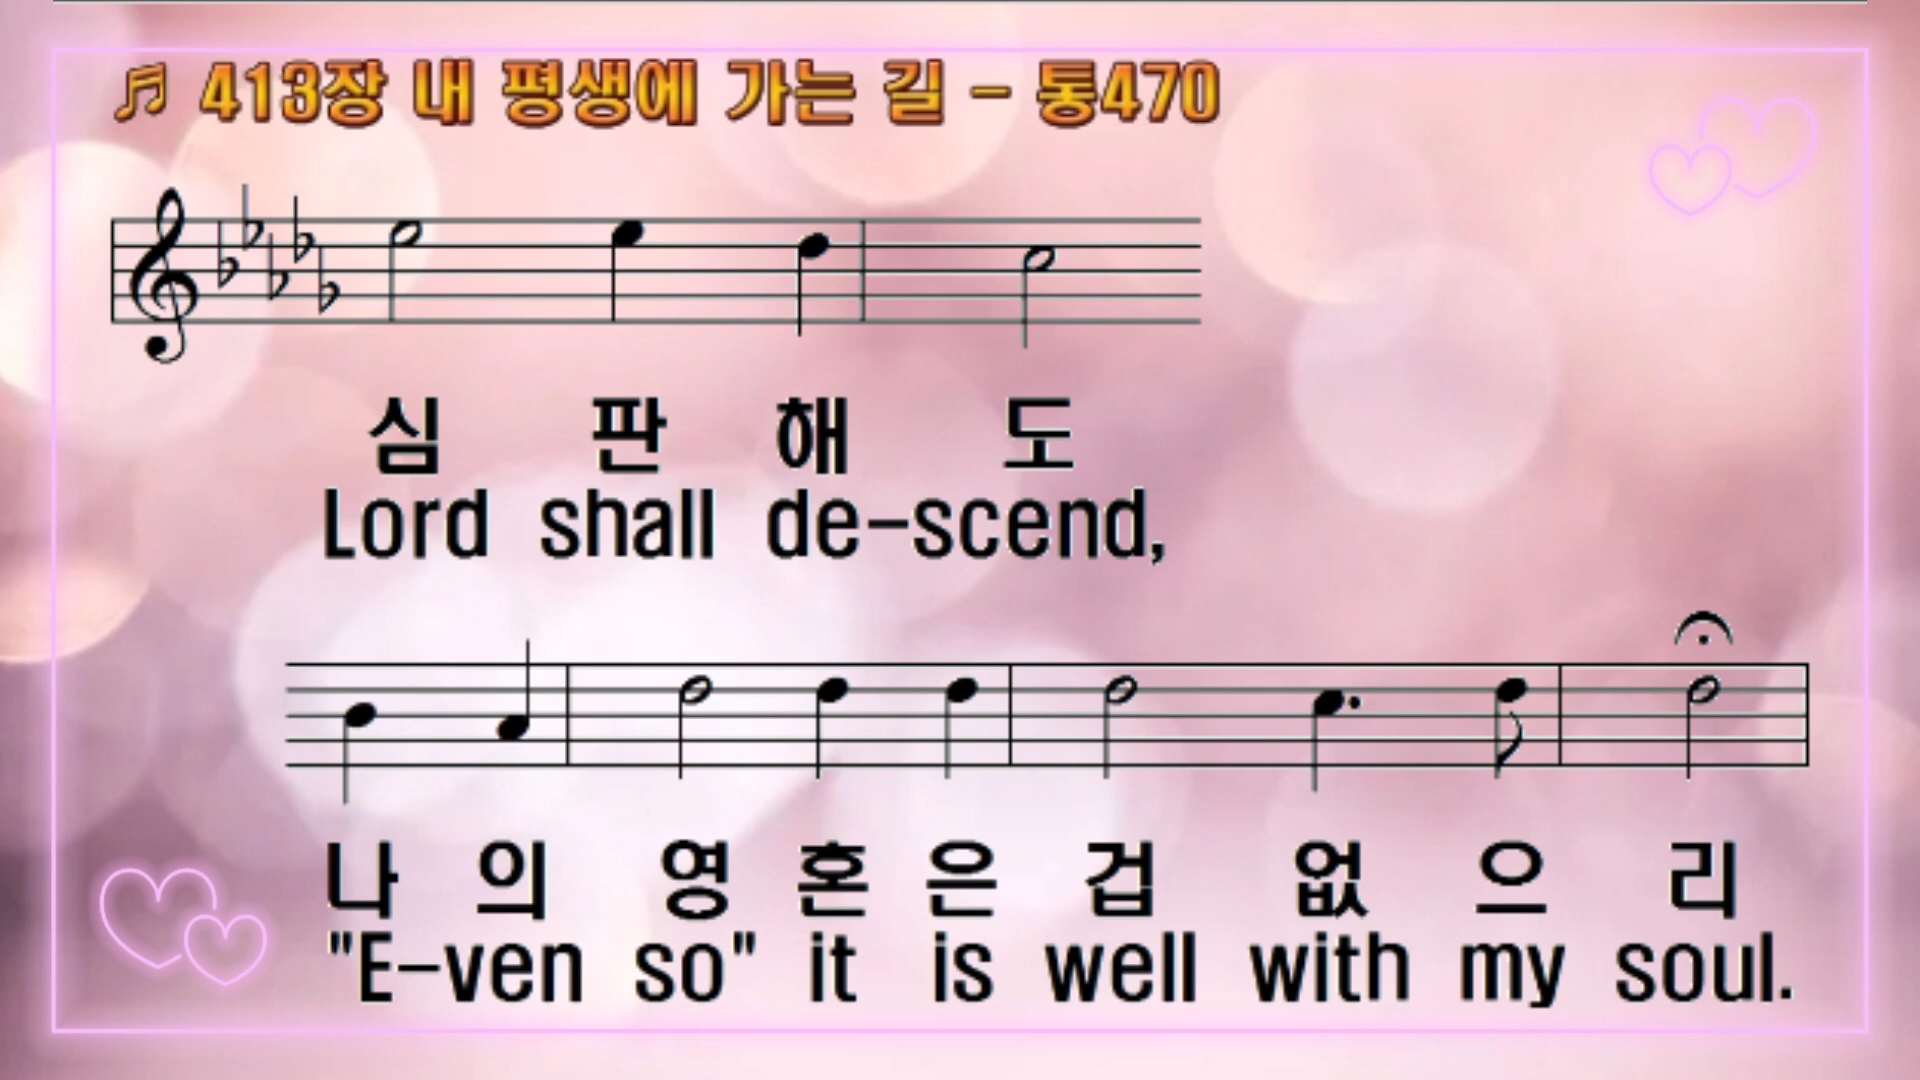 413장 내 평생에 가는 길 - 통470
심 판 해 도
Lord shall de-scend,
나 의 영 혼 은 겁 없 으 리
"E-ven so" it is well with my soul.